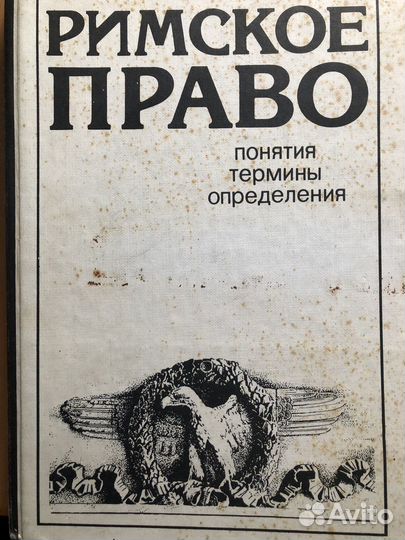 РИМСКОЕ
ПРАВО
понятия
термины
определения
Avito